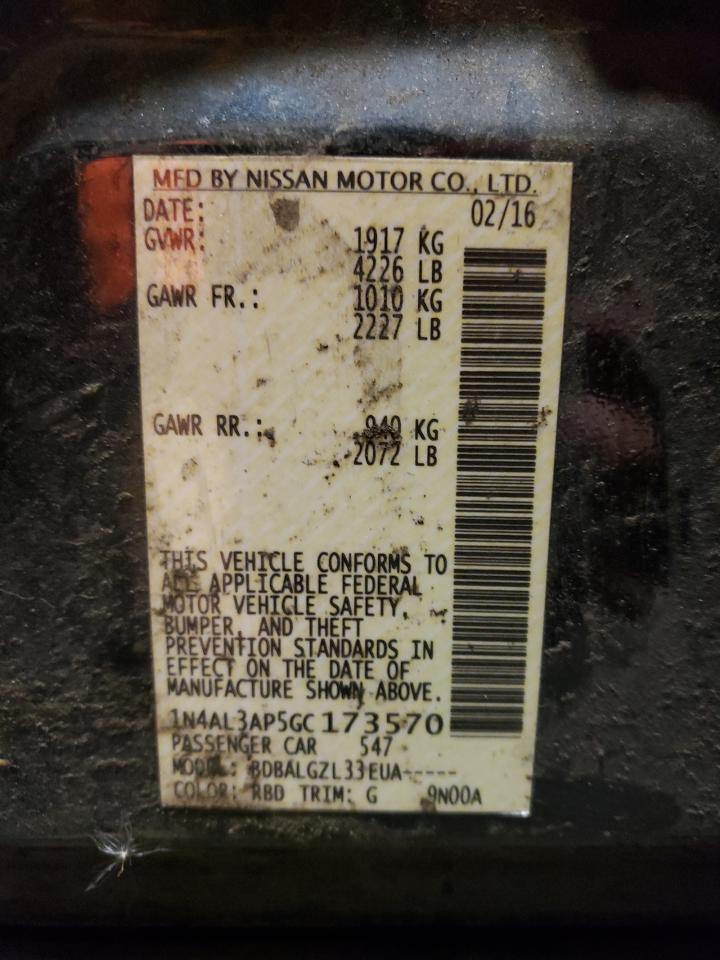 MFD BY NISSAN MOTOR CO., LTD.
DATE: 02/16
GVWR: 1917 KG
4226 LB
GAWR FR.: 1010 KG
2227 LB
GAWR RR.: 940 KG
2072 LB
THIS VEHICLE CONFORMS TO
ALL APPLICABLE FEDERAL
MOTOR VEHICLE SAFETY,
BUMPER, AND THEFT
PREVENTION STANDARDS IN
EFFECT ON THE DATE OF
MANUFACTURE SHOWN ABOVE.
1N4AL3AP5GC173570
PASSENGER CAR 547
MODEL: BDBALGZL33EUA-----
COLOR: RBD TRIM: G 9N00A